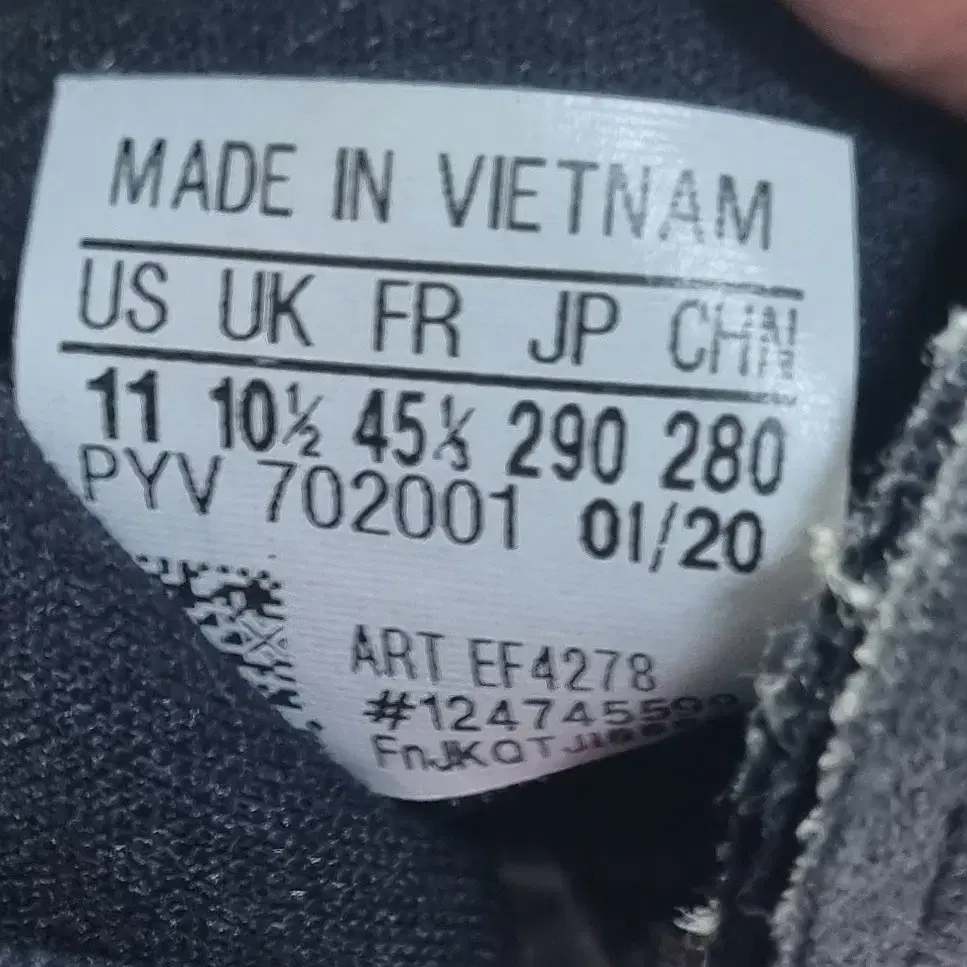 MADE IN VIETNAM
US UK FR JP CHN
11 10½ 45⅓ 290 280
PYV 702001 01/20
ART EF4278